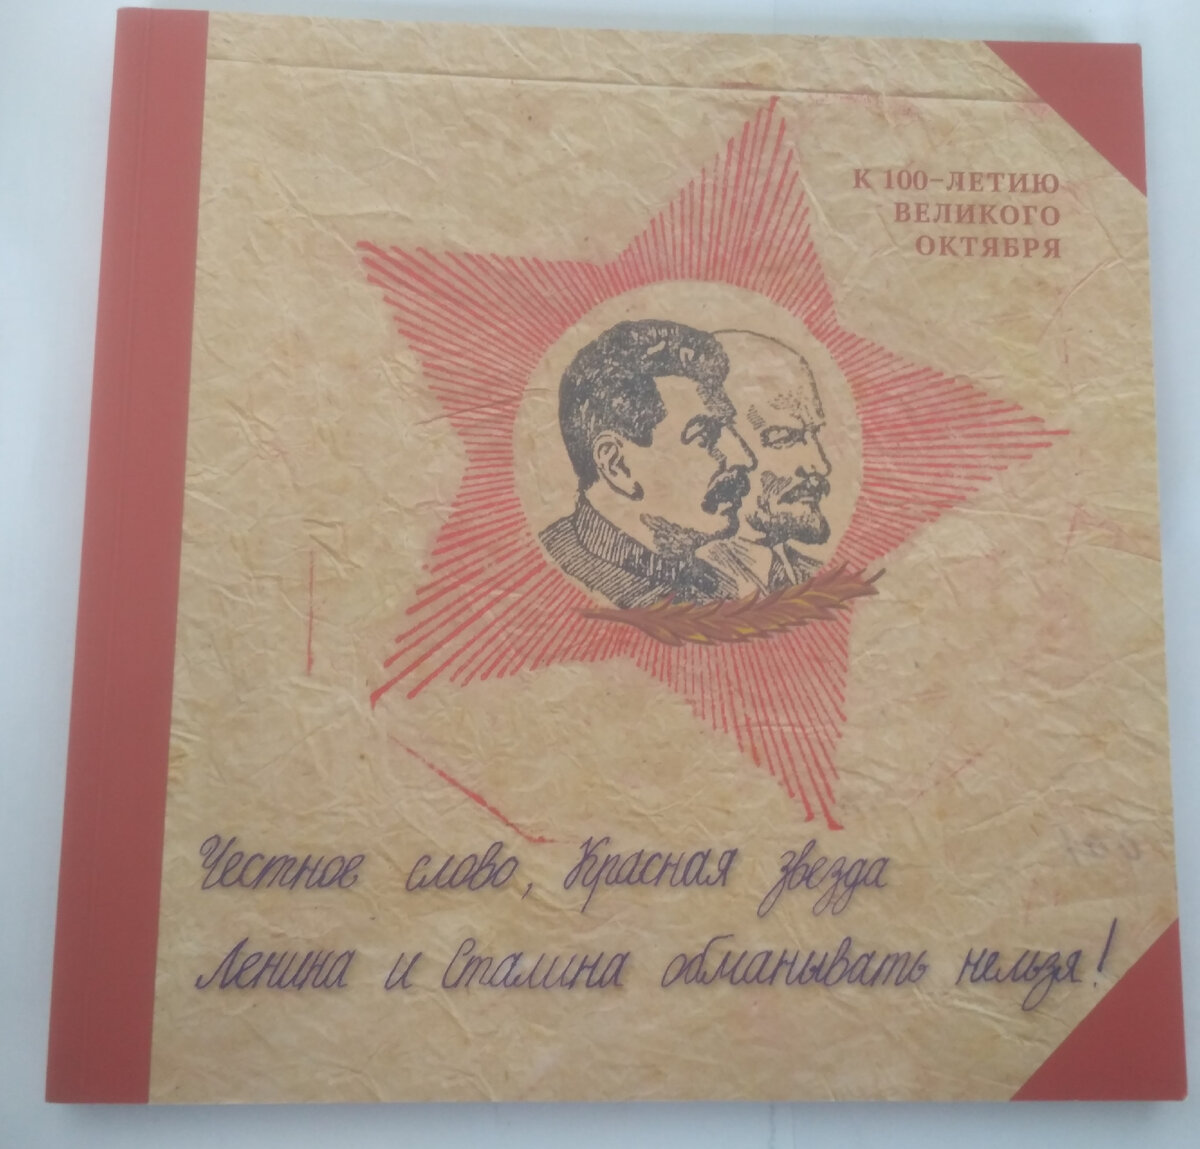 К 100-ЛЕТИЮ
ВЕЛИКОГО
ОКТЯБРЯ
Честное слово, Красная звезда
Ленина и Сталина обманывать нельзя!